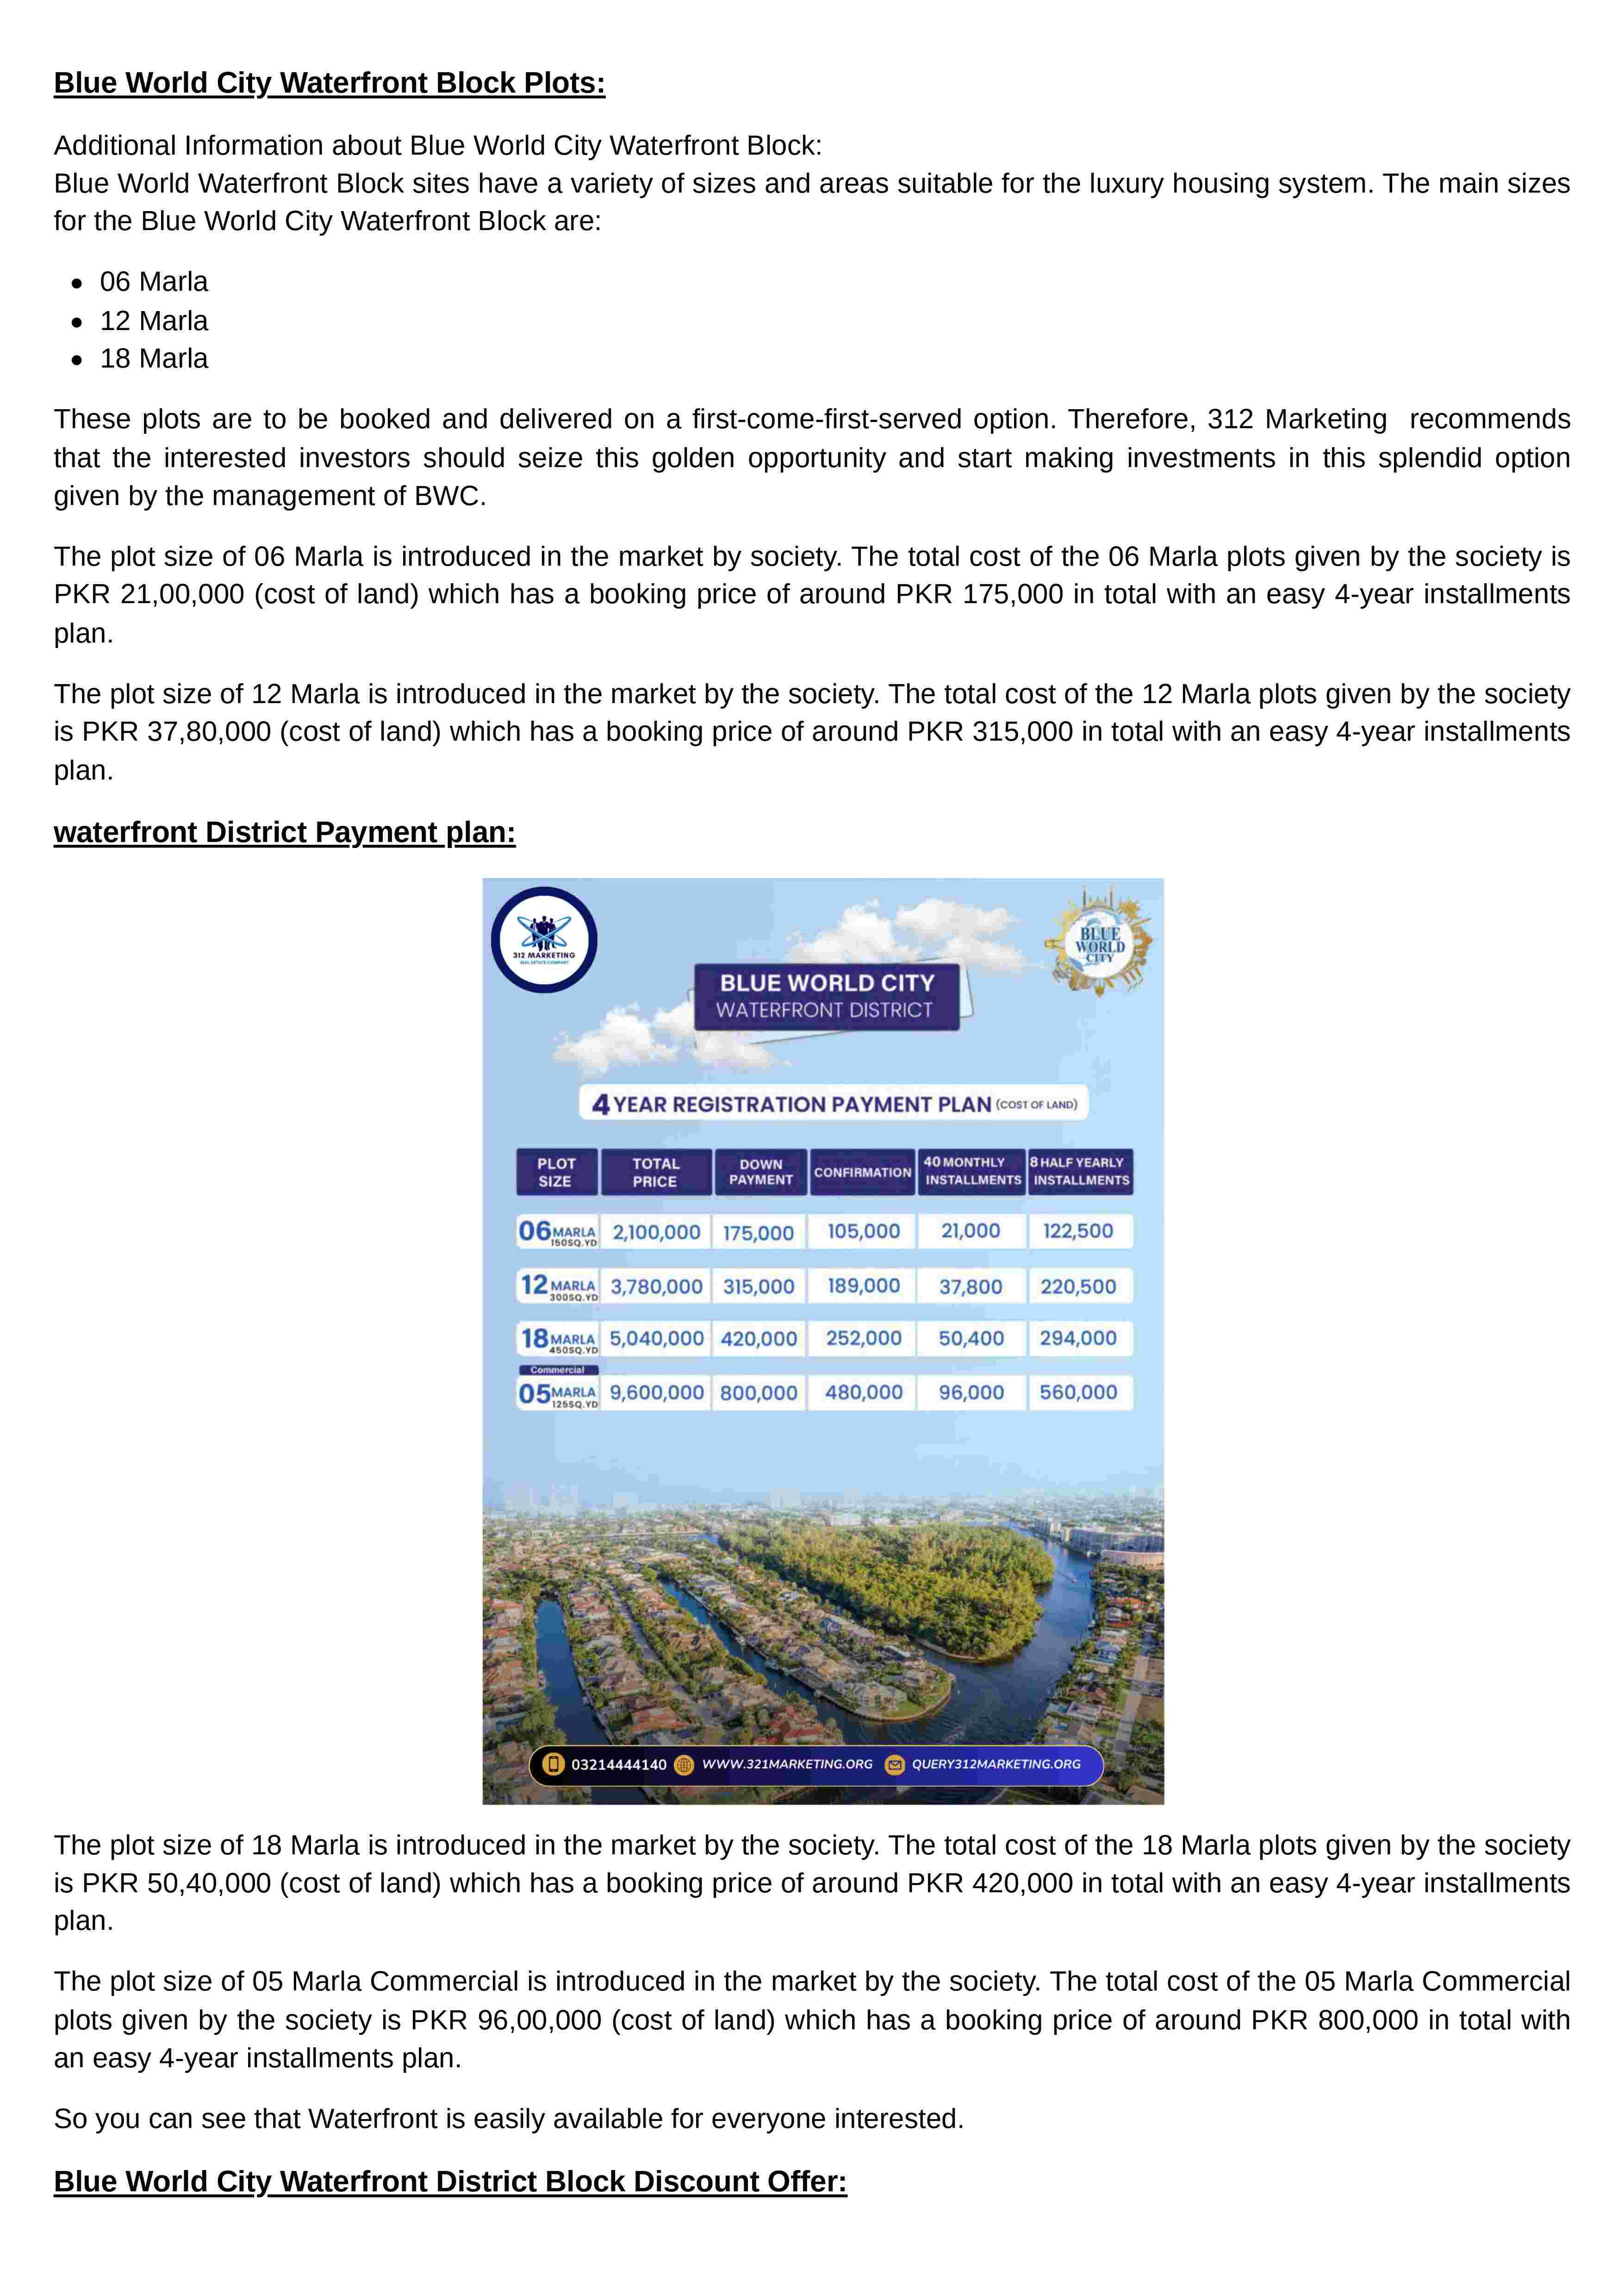 Blue World City Waterfront Block Plots:
Additional Information about Blue World City Waterfront Block:
Blue World Waterfront Block sites have a variety of sizes and areas suitable for the luxury housing system. The main sizes
for the Blue World City Waterfront Block are:
06 Marla
12 Marla
18 Marla
These plots are to be booked and delivered on a first-come-first-served option. Therefore, 312 Marketing recommends
that the interested investors should seize this golden opportunity and start making investments in this splendid option
given by the management of BWC.
The plot size of 06 Marla is introduced in the market by society. The total cost of the 06 Marla plots given by the society is
PKR 21,00,000 (cost of land) which has a booking price of around PKR 175,000 in total with an easy 4-year installments
plan.
The plot size of 12 Marla is introduced in the market by the society. The total cost of the 12 Marla plots given by the society
is PKR 37,80,000 (cost of land) which has a booking price of around PKR 315,000 in total with an easy 4-year installments
plan.
waterfront District Payment plan:
312 MARKETING
REAL ESTATE COMPANY
BLUE
WORLD
CITY
BLUE WORLD CITY
WATERFRONT DISTRICT
4 YEAR REGISTRATION PAYMENT PLAN (COST OF LAND)
PLOT SIZE TOTAL PRICE DOWN PAYMENT CONFIRMATION 40 MONTHLY INSTALLMENTS 8 HALF YEARLY INSTALLMENTS
06 MARLA 150SQ.YD 2,100,000 175,000 105,000 21,000 122,500
12 MARLA 300SQ.YD 3,780,000 315,000 189,000 37,800 220,500
18 MARLA 450SQ.YD 5,040,000 420,000 252,000 50,400 294,000
Commercial
05 MARLA 125SQ.YD 9,600,000 800,000 480,000 96,000 560,000
03214444140 WWW.321MARKETING.ORG QUERY312MARKETING.ORG
The plot size of 18 Marla is introduced in the market by the society. The total cost of the 18 Marla plots given by the society
is PKR 50,40,000 (cost of land) which has a booking price of around PKR 420,000 in total with an easy 4-year installments
plan.
The plot size of 05 Marla Commercial is introduced in the market by the society. The total cost of the 05 Marla Commercial
plots given by the society is PKR 96,00,000 (cost of land) which has a booking price of around PKR 800,000 in total with
an easy 4-year installments plan.
So you can see that Waterfront is easily available for everyone interested.
Blue World City Waterfront District Block Discount Offer: